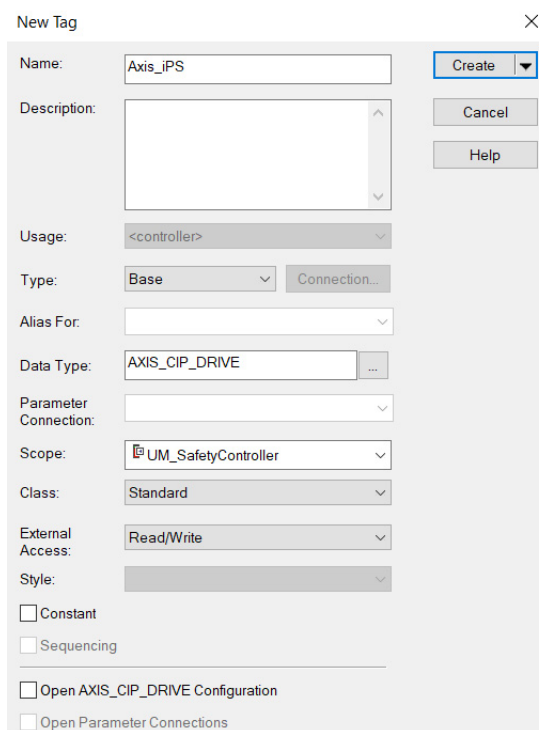 New Tag
Name:
Axis_iPS
Create
Description:
Cancel
Help
Usage:
<controller>
Type:
Base
Connection...
Alias For:
Data Type:
AXIS_CIP_DRIVE
...
Parameter
Connection:
Scope:
UM_SafetyController
Class:
Standard
External
Access:
Read/Write
Style:
Constant
Sequencing
Open AXIS_CIP_DRIVE Configuration
Open Parameter Connections